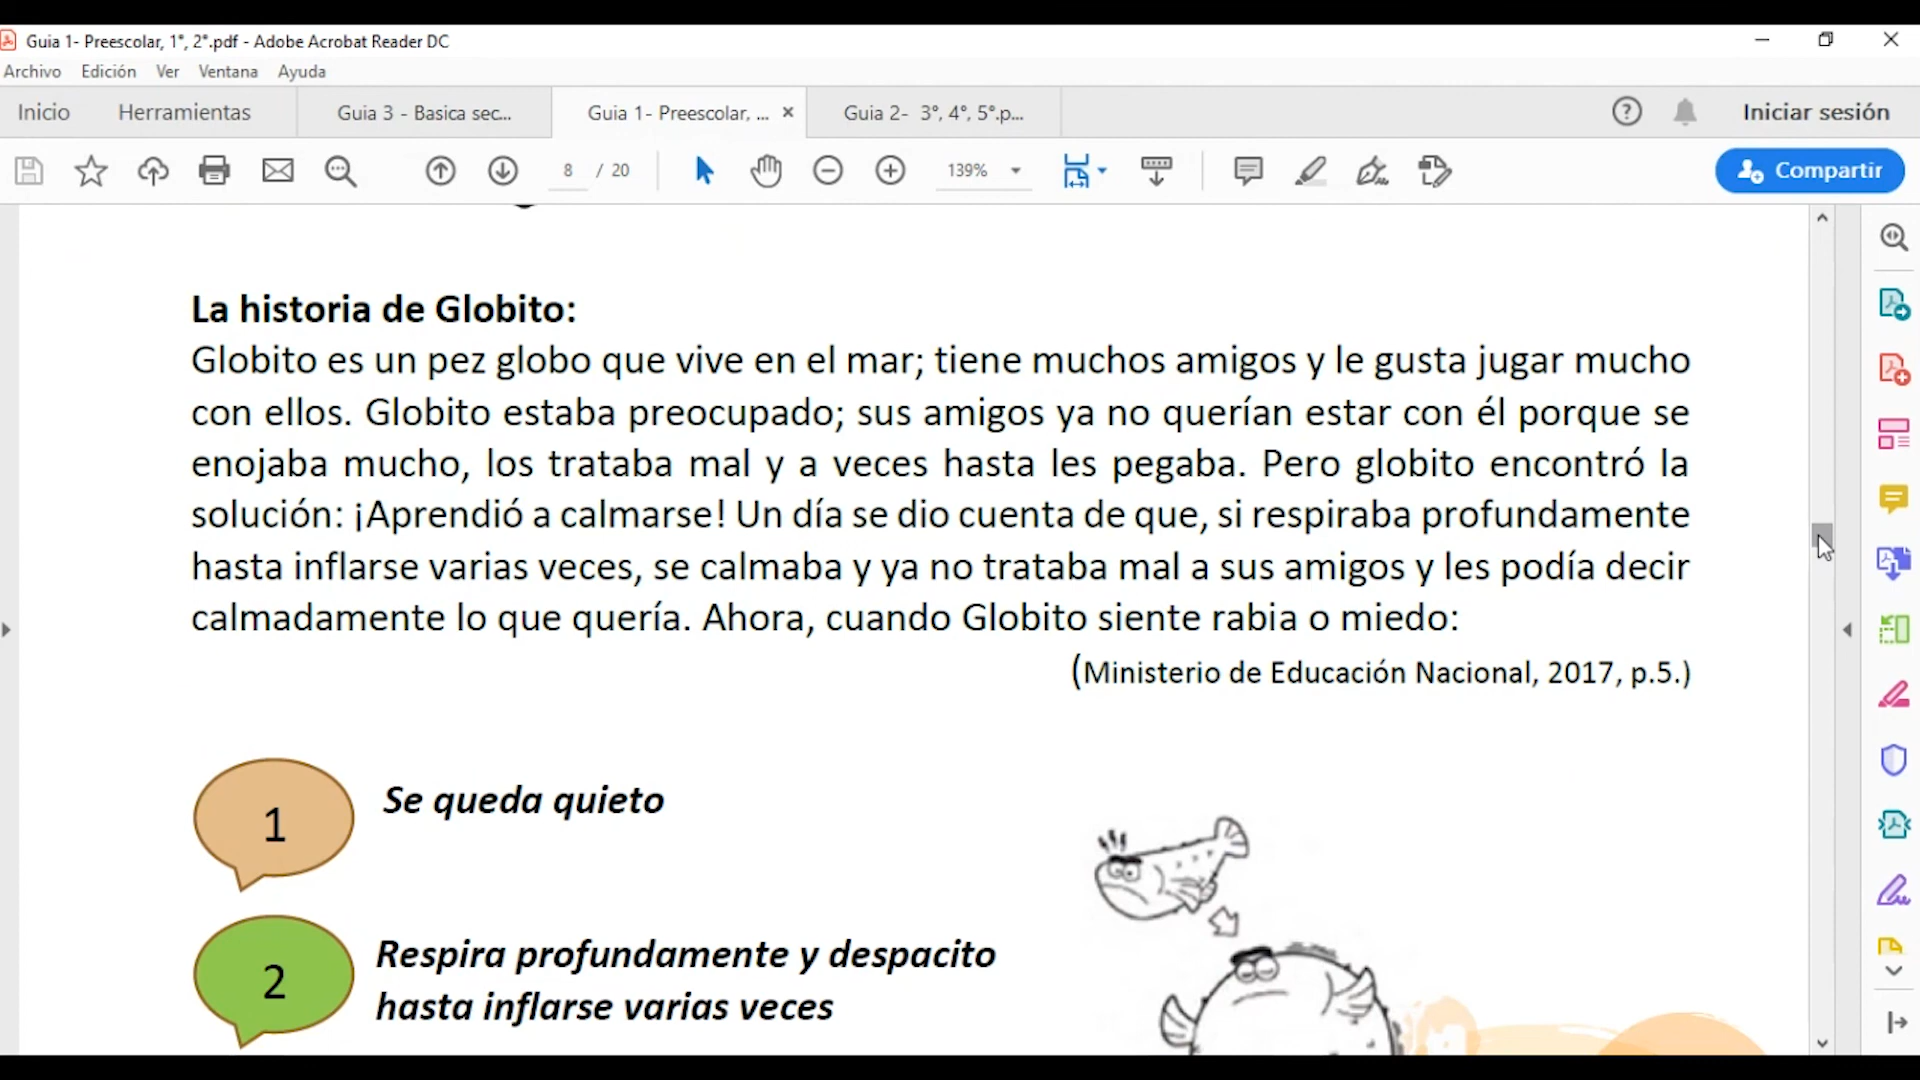 Guia 1- Preescolar, 1°, 2°.pdf - Adobe Acrobat Reader DC
Archivo Edición Ver Ventana Ayuda
Inicio Herramientas Guia 3 - Basica sec... Guia 1- Preescolar, ... Guia 2- 3°, 4°, 5°.p... Iniciar sesión
8 / 20 139% Compartir
La historia de Globito:
Globito es un pez globo que vive en el mar; tiene muchos amigos y le gusta jugar mucho
con ellos. Globito estaba preocupado; sus amigos ya no querían estar con él porque se
enojaba mucho, los trataba mal y a veces hasta les pegaba. Pero globito encontró la
solución: ¡Aprendió a calmarse! Un día se dio cuenta de que, si respiraba profundamente
hasta inflarse varias veces, se calmaba y ya no trataba mal a sus amigos y les podía decir
calmadamente lo que quería. Ahora, cuando Globito siente rabia o miedo:
(Ministerio de Educación Nacional, 2017, p.5.)
1 Se queda quieto
2 Respira profundamente y despacito
hasta inflarse varias veces